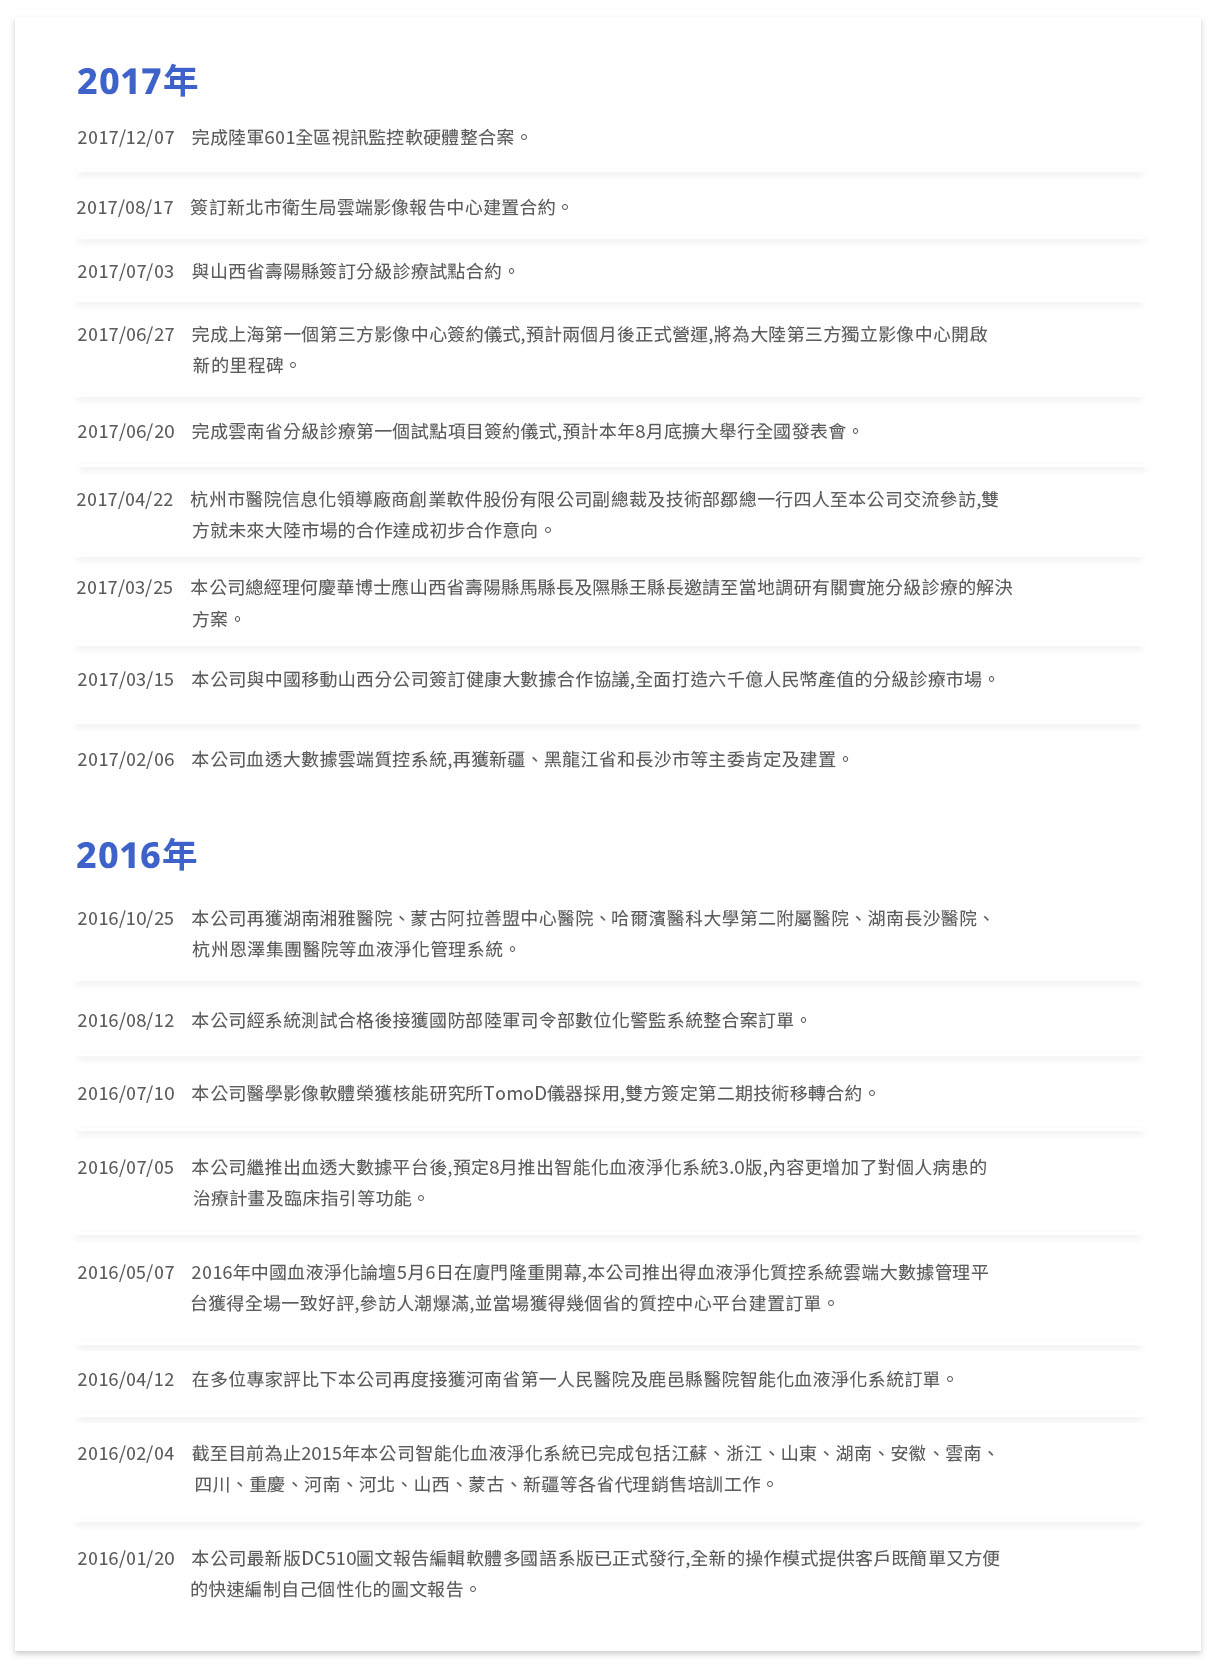 2017年
2017/12/07 完成陸軍601全區視訊監控軟硬體整合案。
2017/08/17 簽訂新北市衛生局雲端影像報告中心建置合約。
2017/07/03 與山西省壽陽縣簽訂分級診療試點合約。
2017/06/27 完成上海第一個第三方影像中心簽約儀式,預計兩個月後正式營運,將為大陸第三方獨立影像中心開啟
新的里程碑。
2017/06/20 完成雲南省分級診療第一個試點項目簽約儀式,預計本年8月底擴大舉行全國發表會。
2017/04/22 杭州市醫院信息化領導廠商創業軟件股份有限公司副總裁及技術部鄒總一行四人至本公司交流參訪,雙
方就未來大陸市場的合作達成初步合作意向。
2017/03/25 本公司總經理何慶華博士應山西省壽陽縣馬縣長及隰縣王縣長邀請至當地調研有關實施分級診療的解決
方案。
2017/03/15 本公司與中國移動山西分公司簽訂健康大數據合作協議,全面打造六千億人民幣產值的分級診療市場。
2017/02/06 本公司血透大數據雲端質控系統,再獲新疆、黑龍江省和長沙市等主委肯定及建置。
2016年
2016/10/25 本公司再獲湖南湘雅醫院、蒙古阿拉善盟中心醫院、哈爾濱醫科大學第二附屬醫院、湖南長沙醫院、
杭州恩澤集團醫院等血液淨化管理系統。
2016/08/12 本公司經系統測試合格後接獲國防部陸軍司令部數位化警監系統整合案訂單。
2016/07/10 本公司醫學影像軟體榮獲核能研究所TomoD儀器採用,雙方簽定第二期技術移轉合約。
2016/07/05 本公司繼推出血透大數據平台後,預定8月推出智能化血液淨化系統3.0版,內容更增加了對個人病患的
治療計畫及臨床指引等功能。
2016/05/07 2016年中國血液淨化論壇5月6日在廈門隆重開幕,本公司推出得血液淨化質控系統雲端大數據管理平
台獲得全場一致好評,參訪人潮爆滿,並當場獲得幾個省的質控中心平台建置訂單。
2016/04/12 在多位專家評比下本公司再度接獲河南省第一人民醫院及鹿邑縣醫院智能化血液淨化系統訂單。
2016/02/04 截至目前為止2015年本公司智能化血液淨化系統已完成包括江蘇、浙江、山東、湖南、安徽、雲南、
四川、重慶、河南、河北、山西、蒙古、新疆等各省代理銷售培訓工作。
2016/01/20 本公司最新版DC510圖文報告編輯軟體多國語系版已正式發行,全新的操作模式提供客戶既簡單又方便
的快速編制自己個性化的圖文報告。